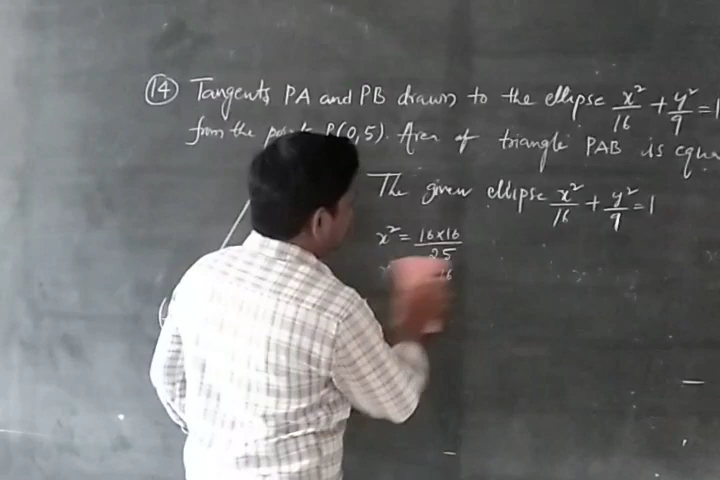 (14) Tangents PA and PB drawn to the ellipse x²/16 + y²/9 = 1
from the P(0,5). Area of triangle PAB is equa
The given ellipse x²/16 + y²/9 = 1
x² = 16×16/25